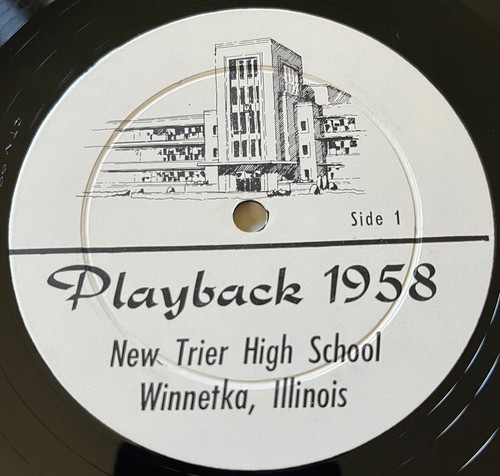 Side 1
Playback 1958
New Trier High School
Winnetka, Illinois